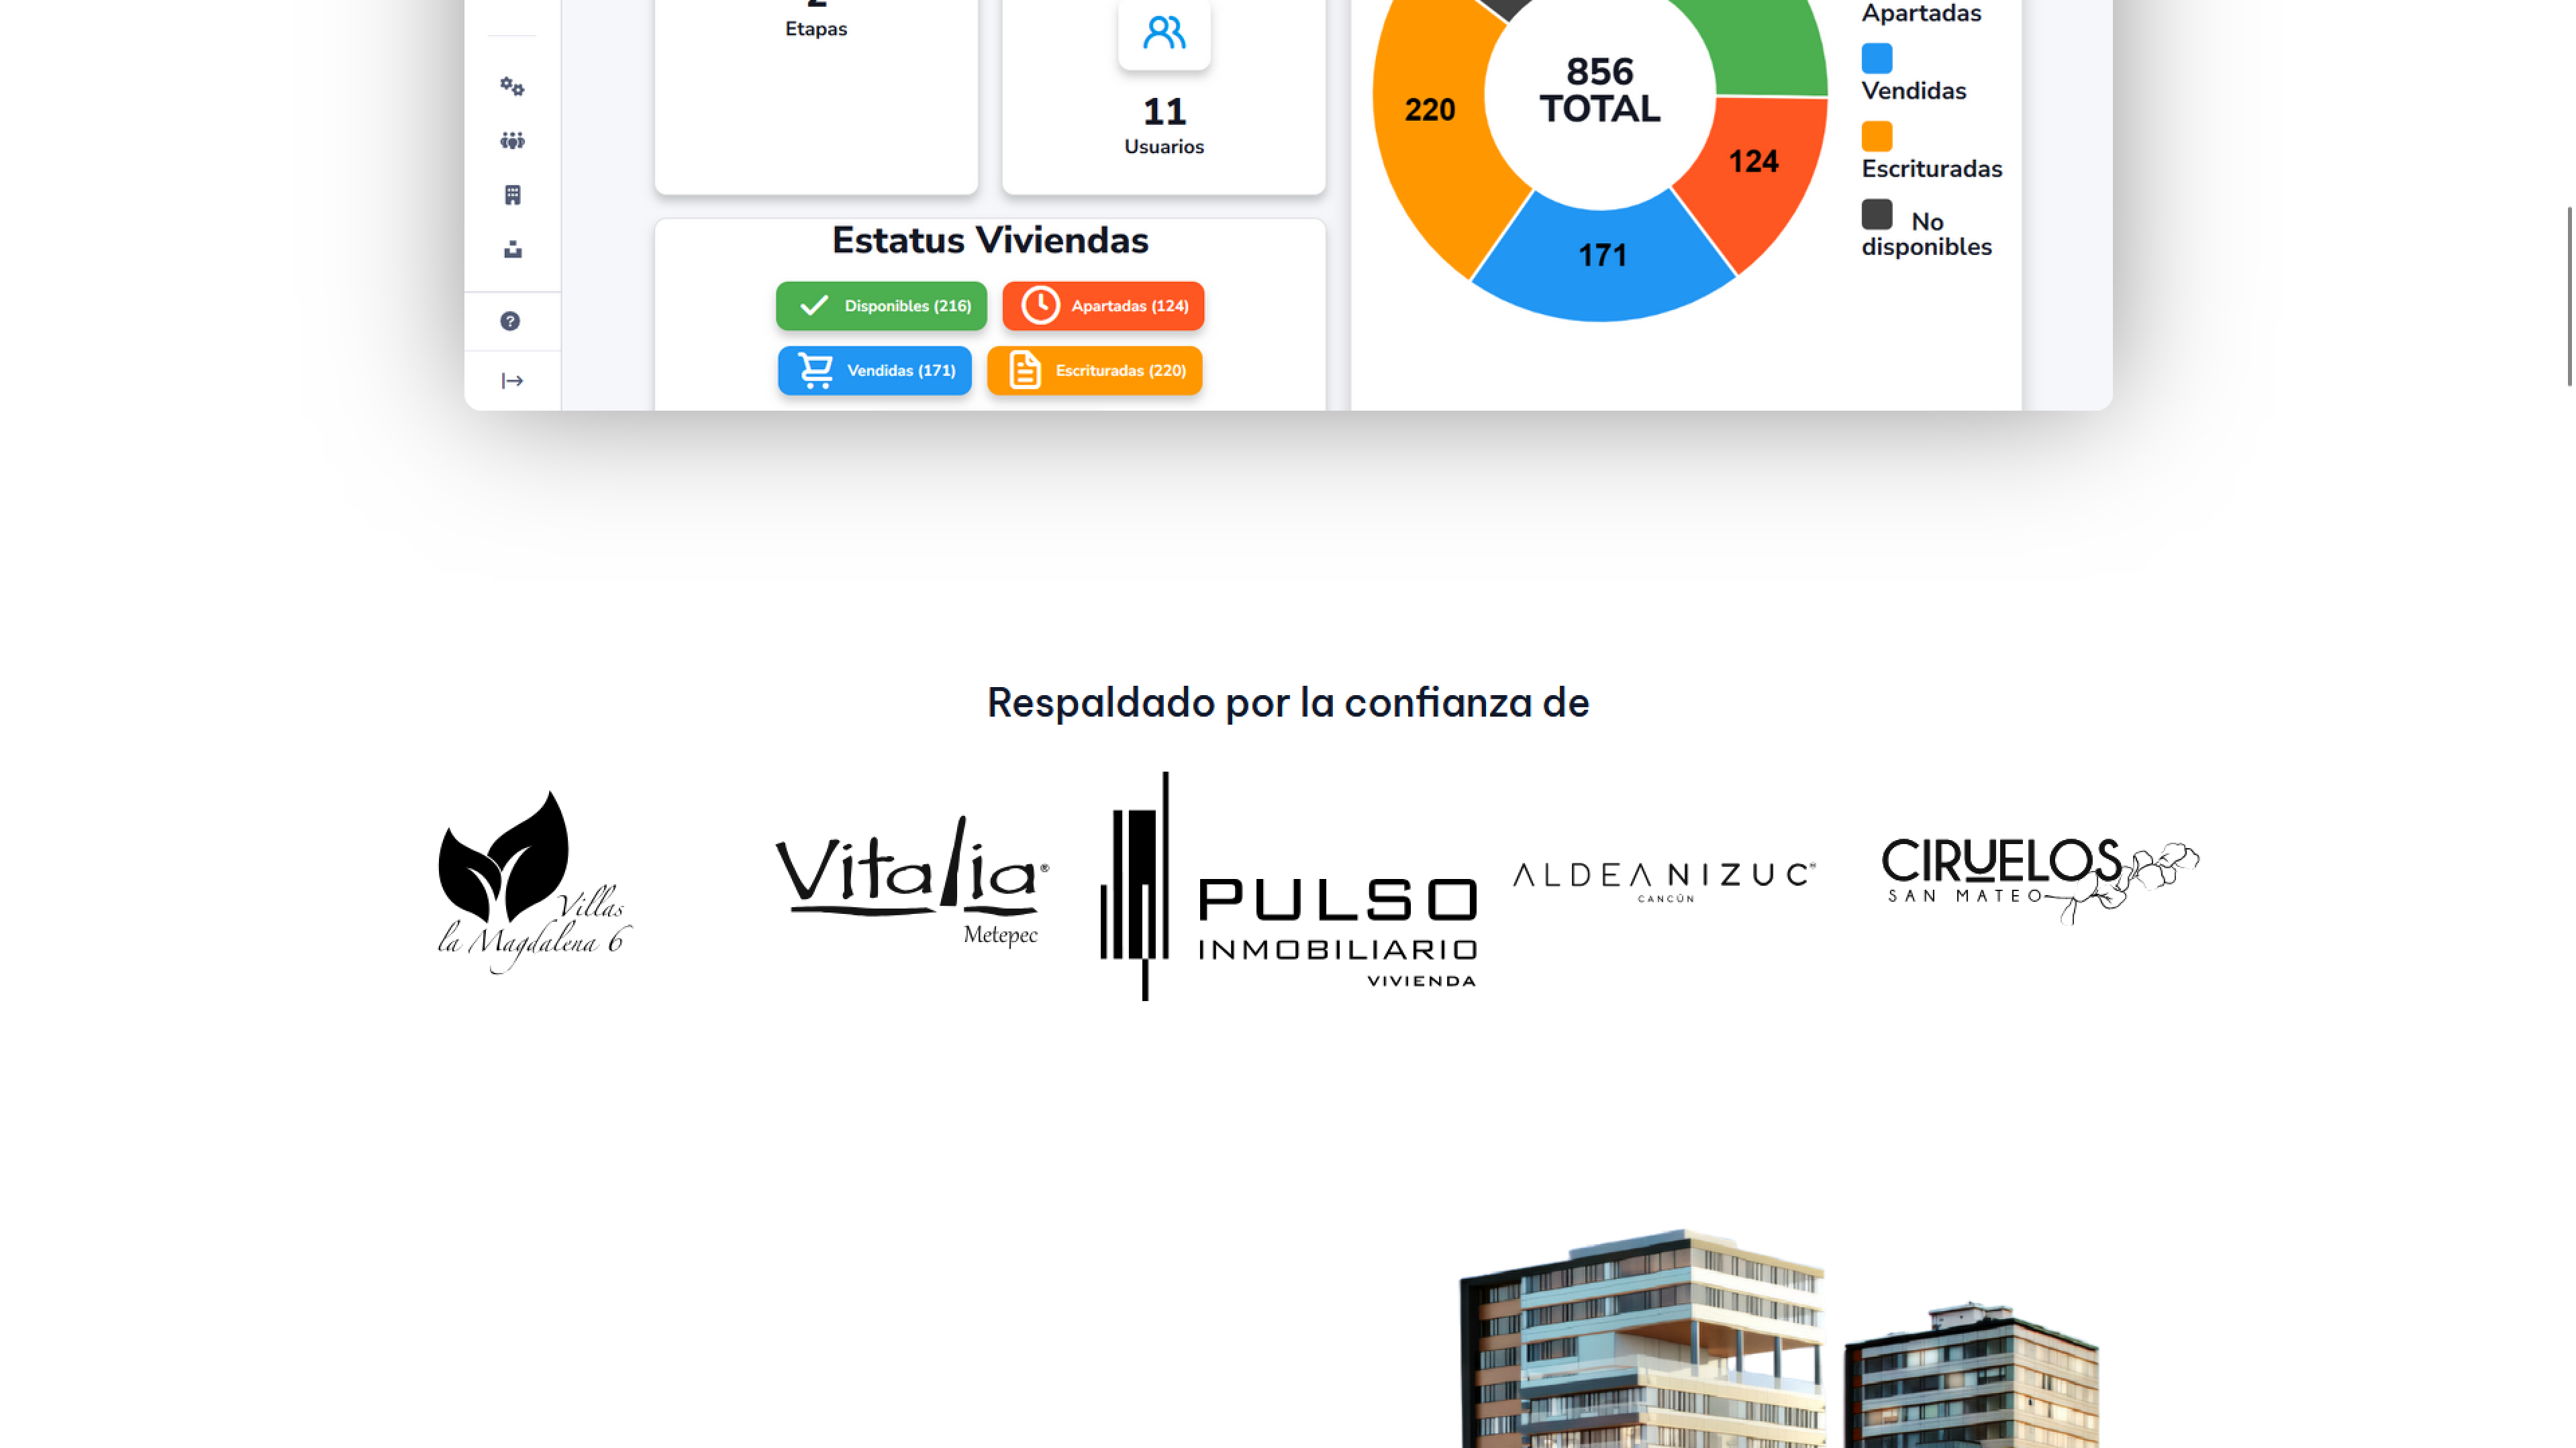 Etapas
11
Usuarios
Estatus Viviendas
Disponibles (216)
Apartadas (124)
Vendidas (171)
Escrituradas (220)
856
TOTAL
220
124
171
Apartadas
Vendidas
Escrituradas
No
disponibles
Respaldado por la confianza de
Villas
la Magdalena 6
Vitalia®
Metepec
PULSO
INMOBILIARIO
VIVIENDA
ALDEA NIZUC
CANCÚN
CIRUELOS
SAN MATEO